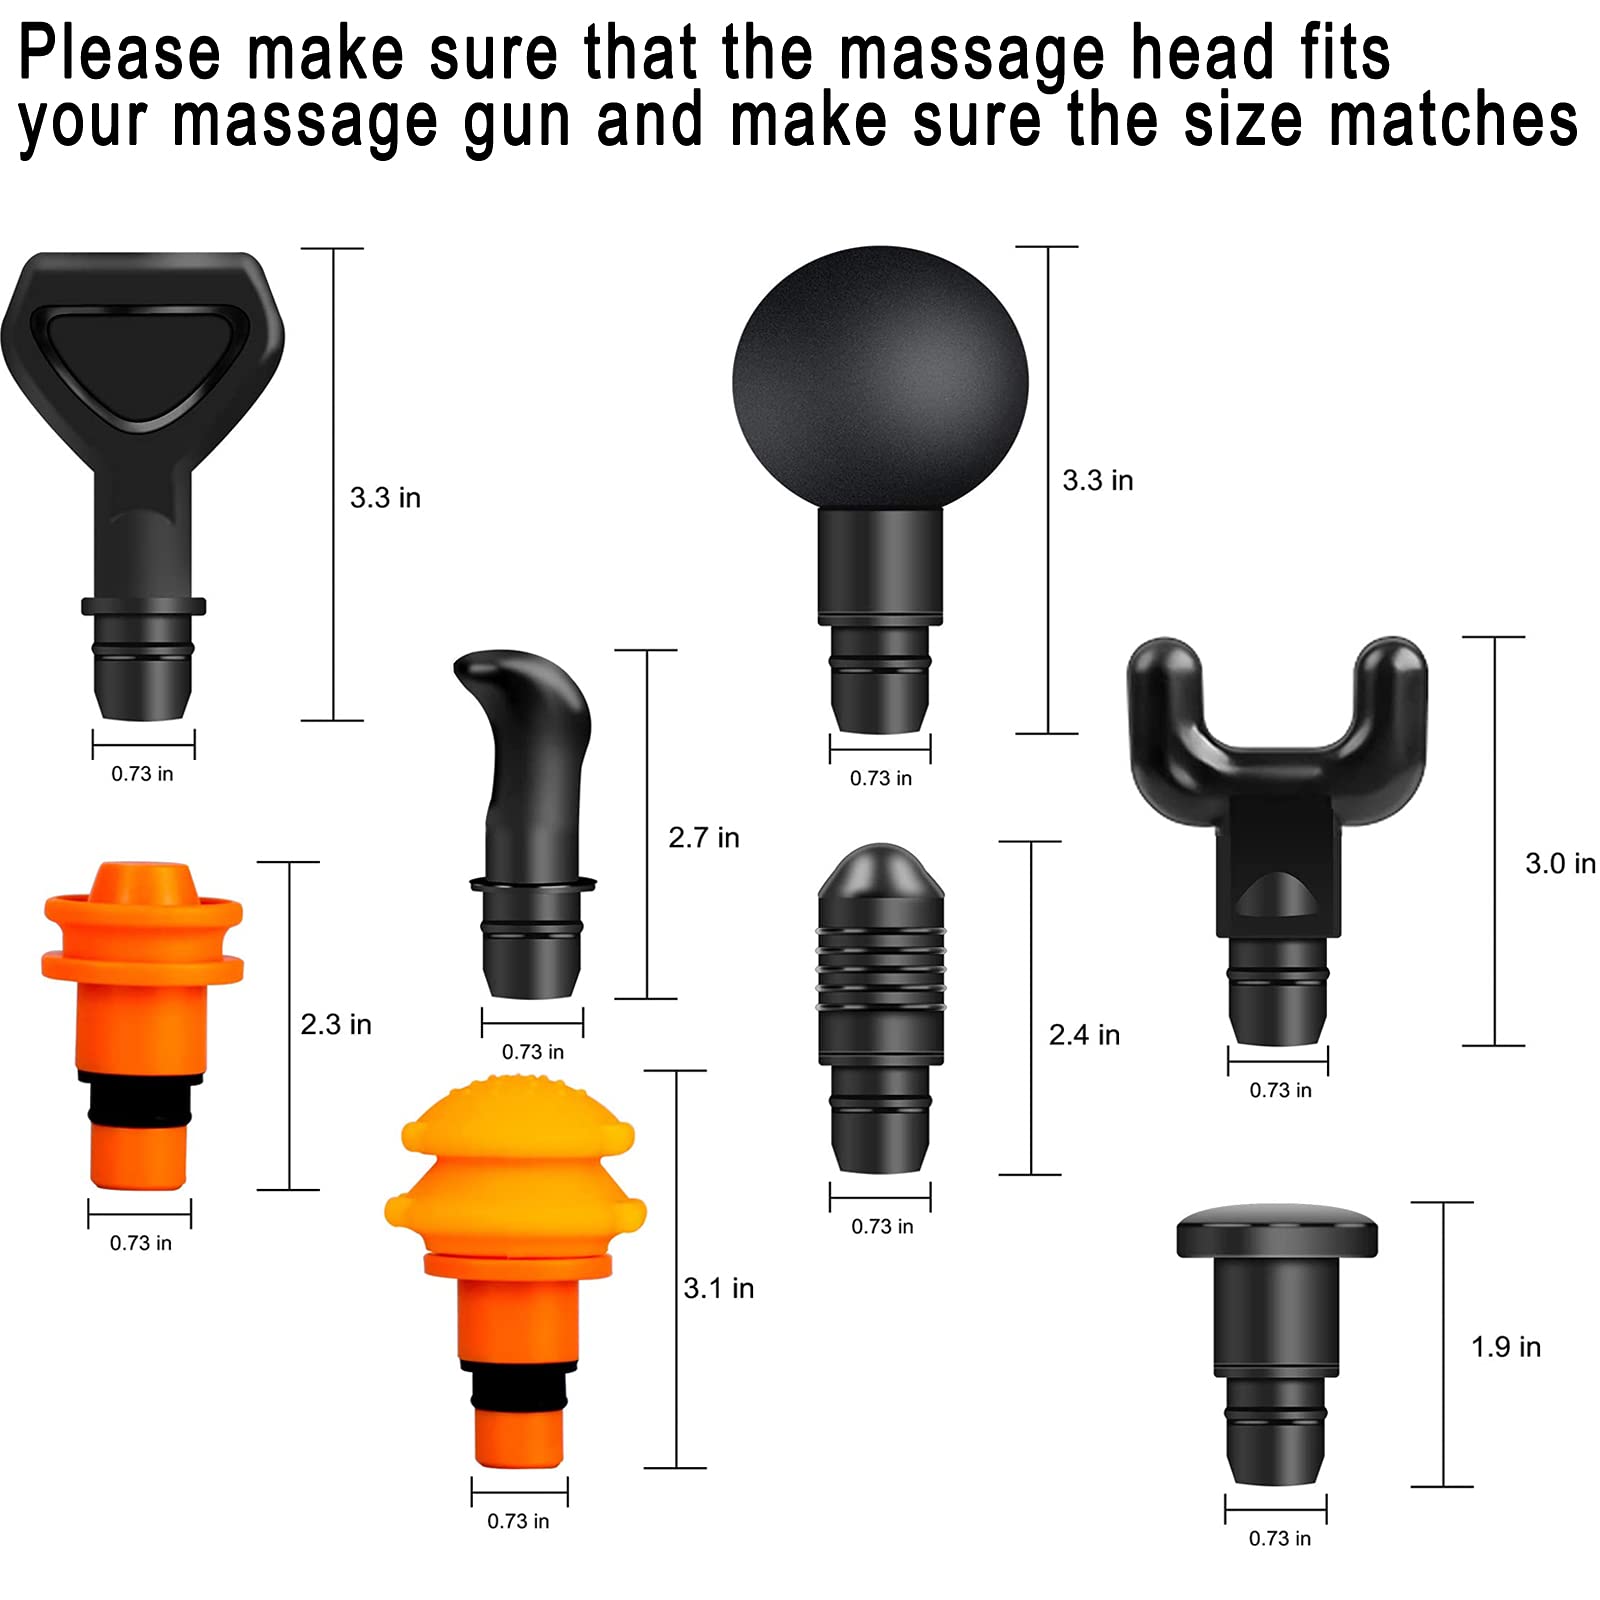 Please make sure that the massage head fits
your massage gun and make sure the size matches
3.3 in
0.73 in
3.3 in
0.73 in
2.7 in
0.73 in
3.0 in
0.73 in
2.3 in
0.73 in
2.4 in
0.73 in
3.1 in
0.73 in
1.9 in
0.73 in